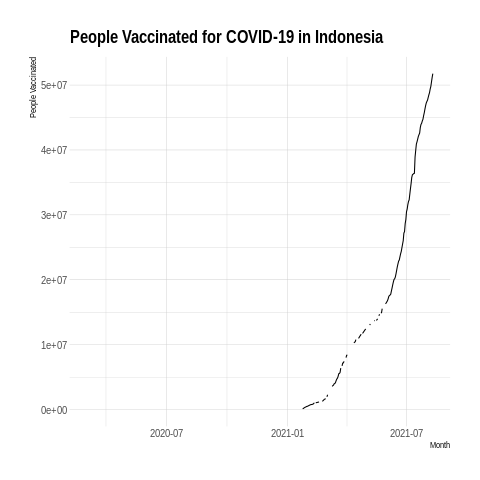 People Vaccinated for COVID-19 in Indonesia
People Vaccinated
5e+07
4e+07
3e+07
2e+07
1e+07
0e+00
2020-07
2021-01
2021-07
Month